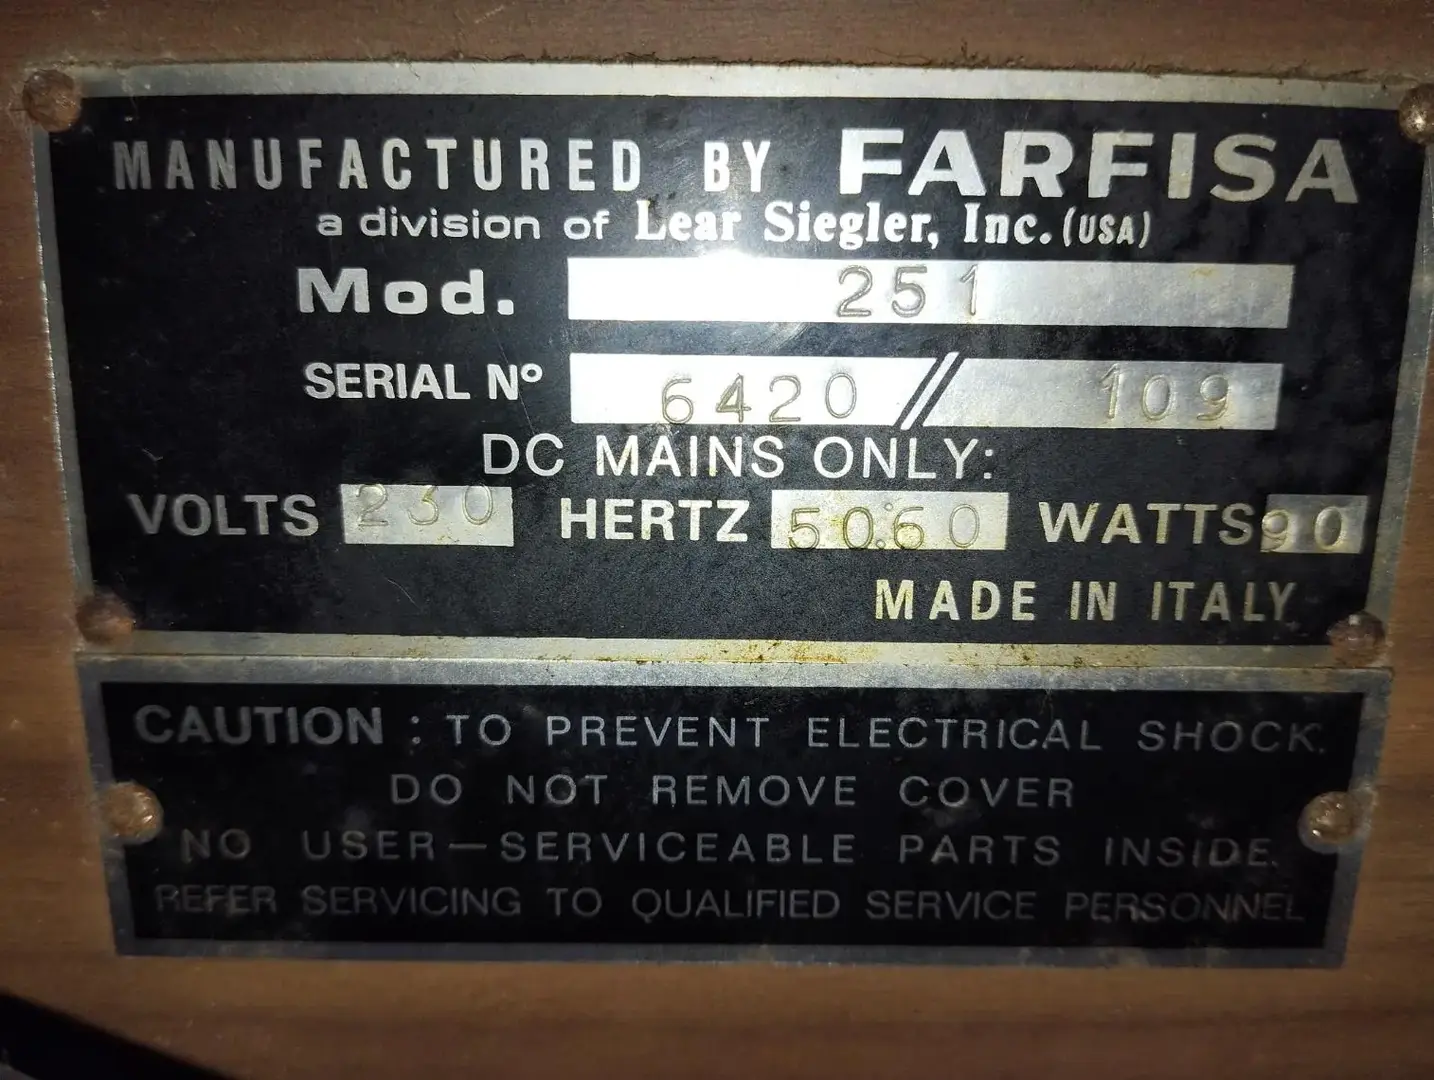 MANUFACTURED BY FARFISA
a division of Lear Siegler, Inc. (USA)
Mod. 251
SERIAL Nº 6420 // 109
DC MAINS ONLY:
VOLTS 230 HERTZ 50:60 WATTS 90
MADE IN ITALY
CAUTION : TO PREVENT ELECTRICAL SHOCK.
DO NOT REMOVE COVER
NO USER—SERVICEABLE PARTS INSIDE.
REFER SERVICING TO QUALIFIED SERVICE PERSONNEL